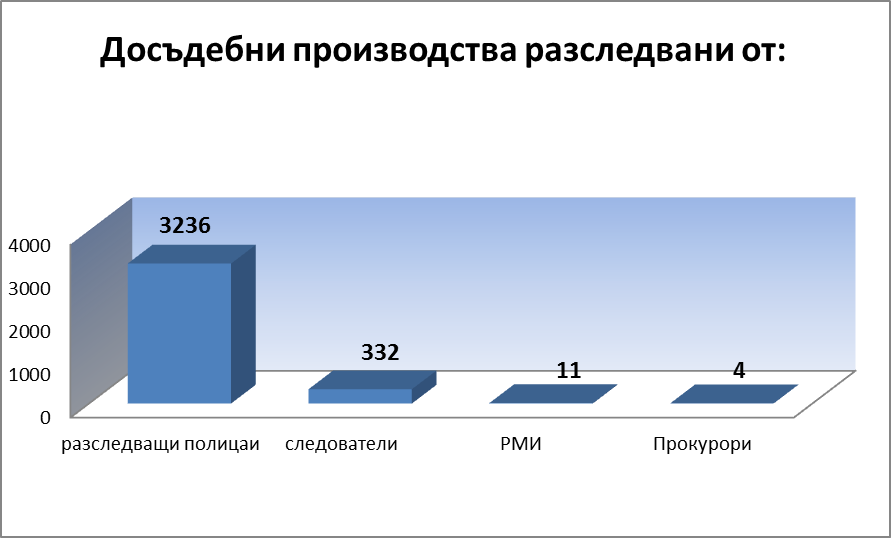 Досъдебни производства разследвани от:
3236
332
11
4
4000
3000
2000
1000
0
разследващи полицаи
следователи
РМИ
Прокурори